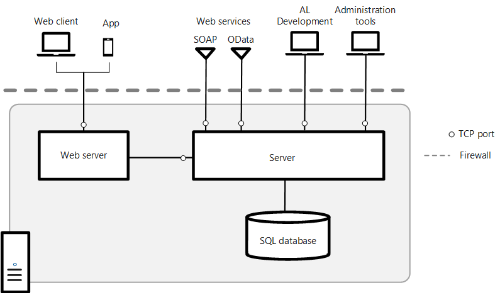 Web client
App
Web services
SOAP
OData
AL
Development
Administration
tools
Web server
Server
SQL database
TCP port
Firewall